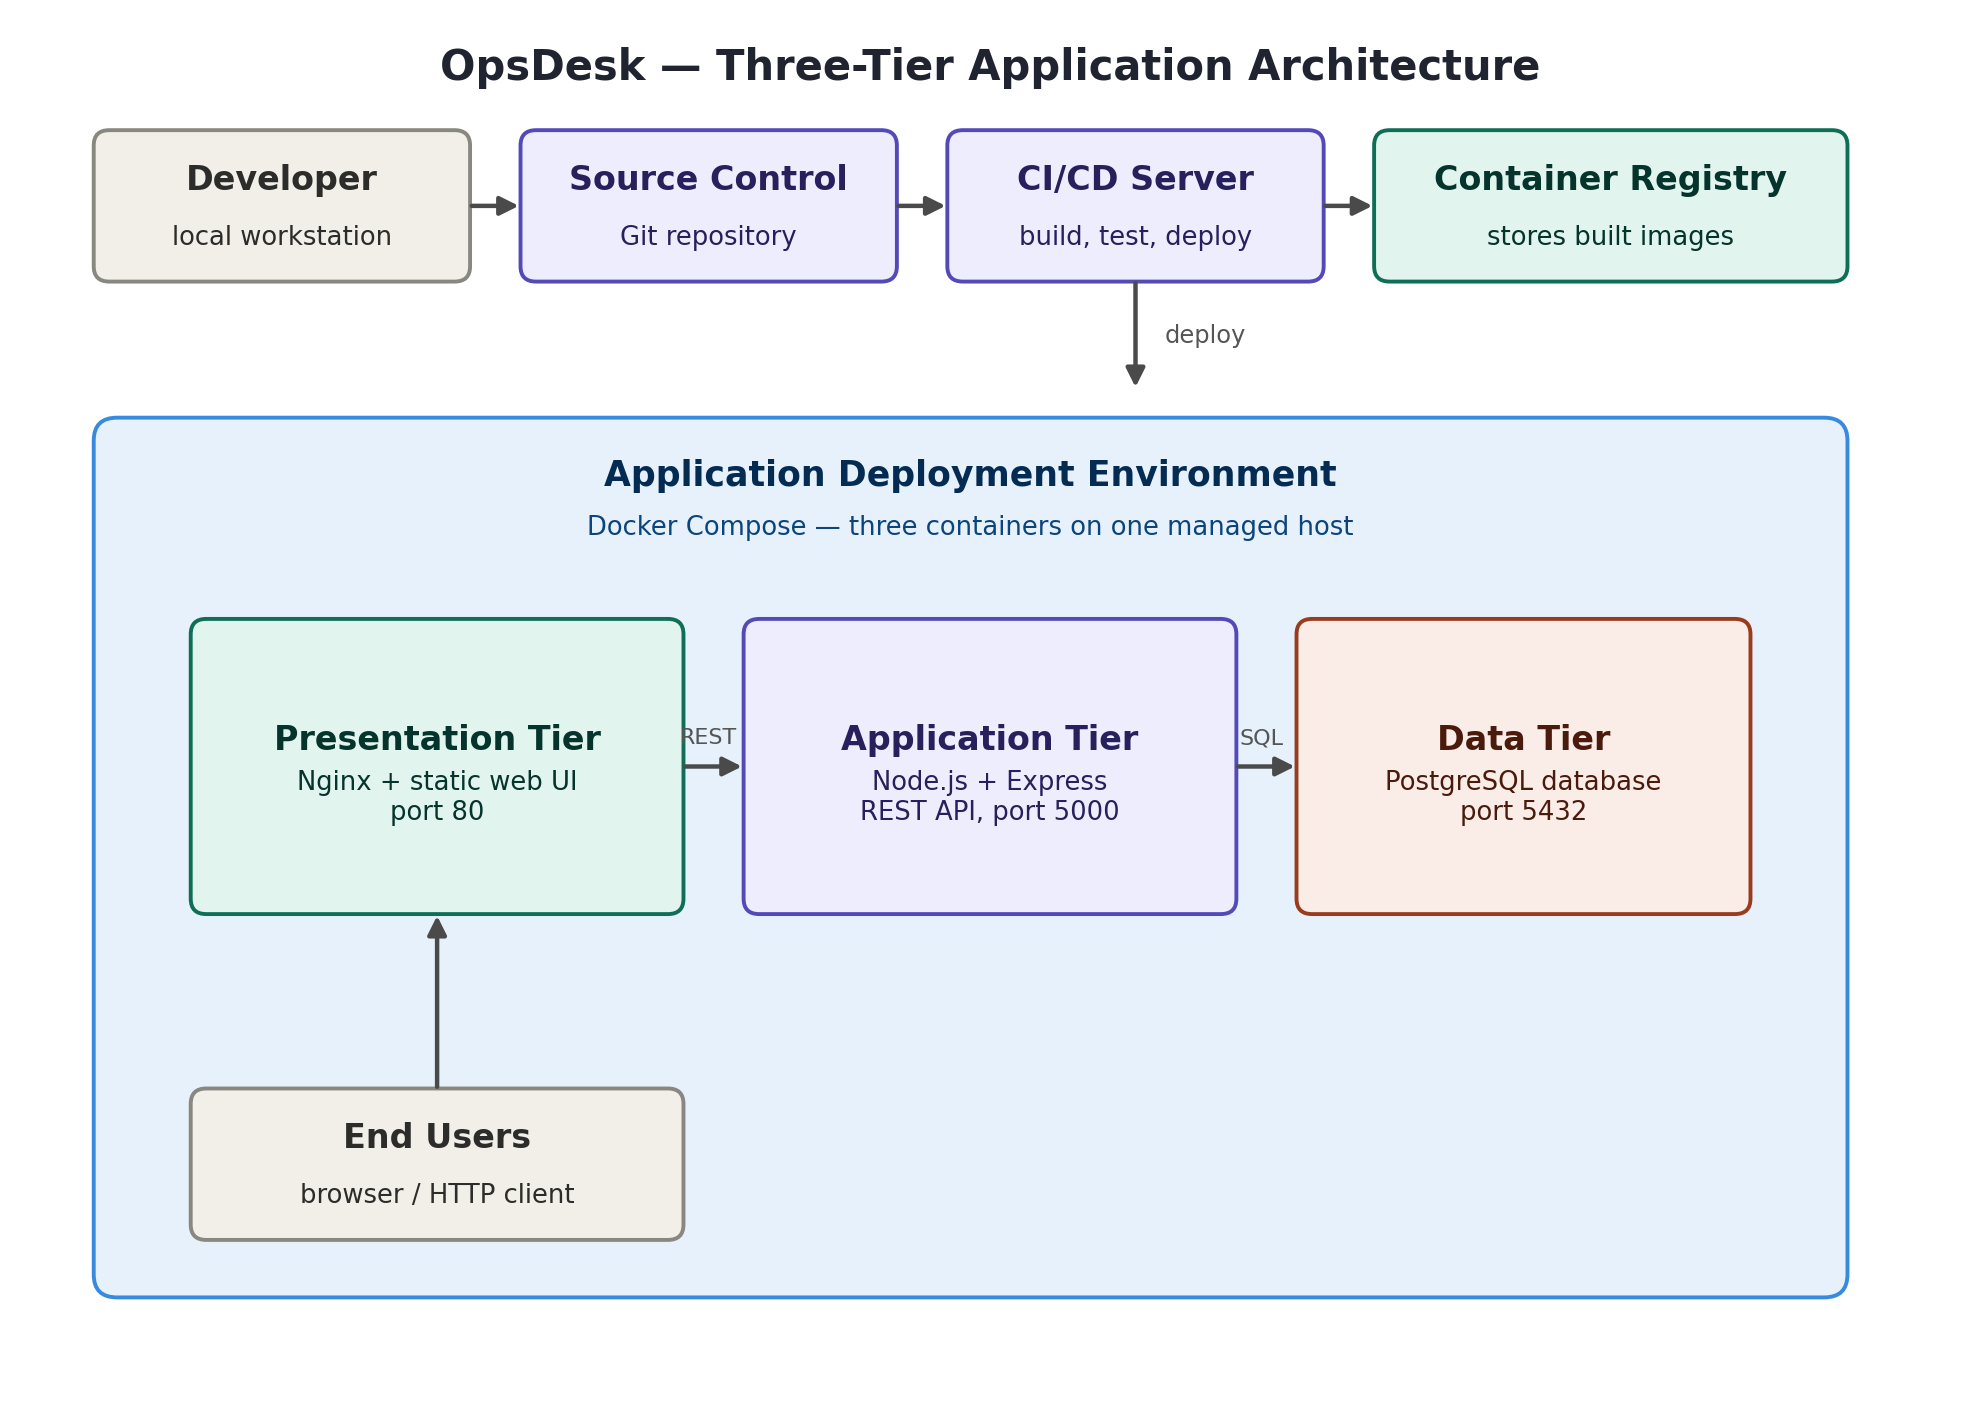 OpsDesk — Three-Tier Application Architecture
Developer
local workstation
Source Control
Git repository
CI/CD Server
build, test, deploy
Container Registry
stores built images
deploy
Application Deployment Environment
Docker Compose — three containers on one managed host
Presentation Tier
Nginx + static web UI
port 80
REST
Application Tier
Node.js + Express
REST API, port 5000
SQL
Data Tier
PostgreSQL database
port 5432
End Users
browser / HTTP client